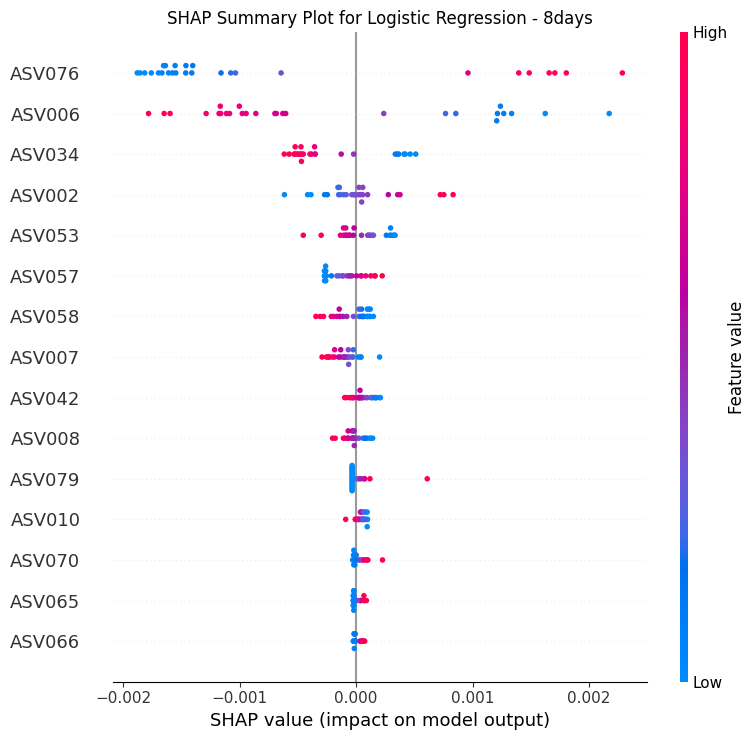 SHAP Summary Plot for Logistic Regression - 8days
High
ASV076
ASV006
ASV034
ASV002
ASV053
ASV057
ASV058
ASV007
ASV042
ASV008
ASV079
ASV010
ASV070
ASV065
ASV066
Feature value
Low
−0.002 −0.001 0.000 0.001 0.002
SHAP value (impact on model output)